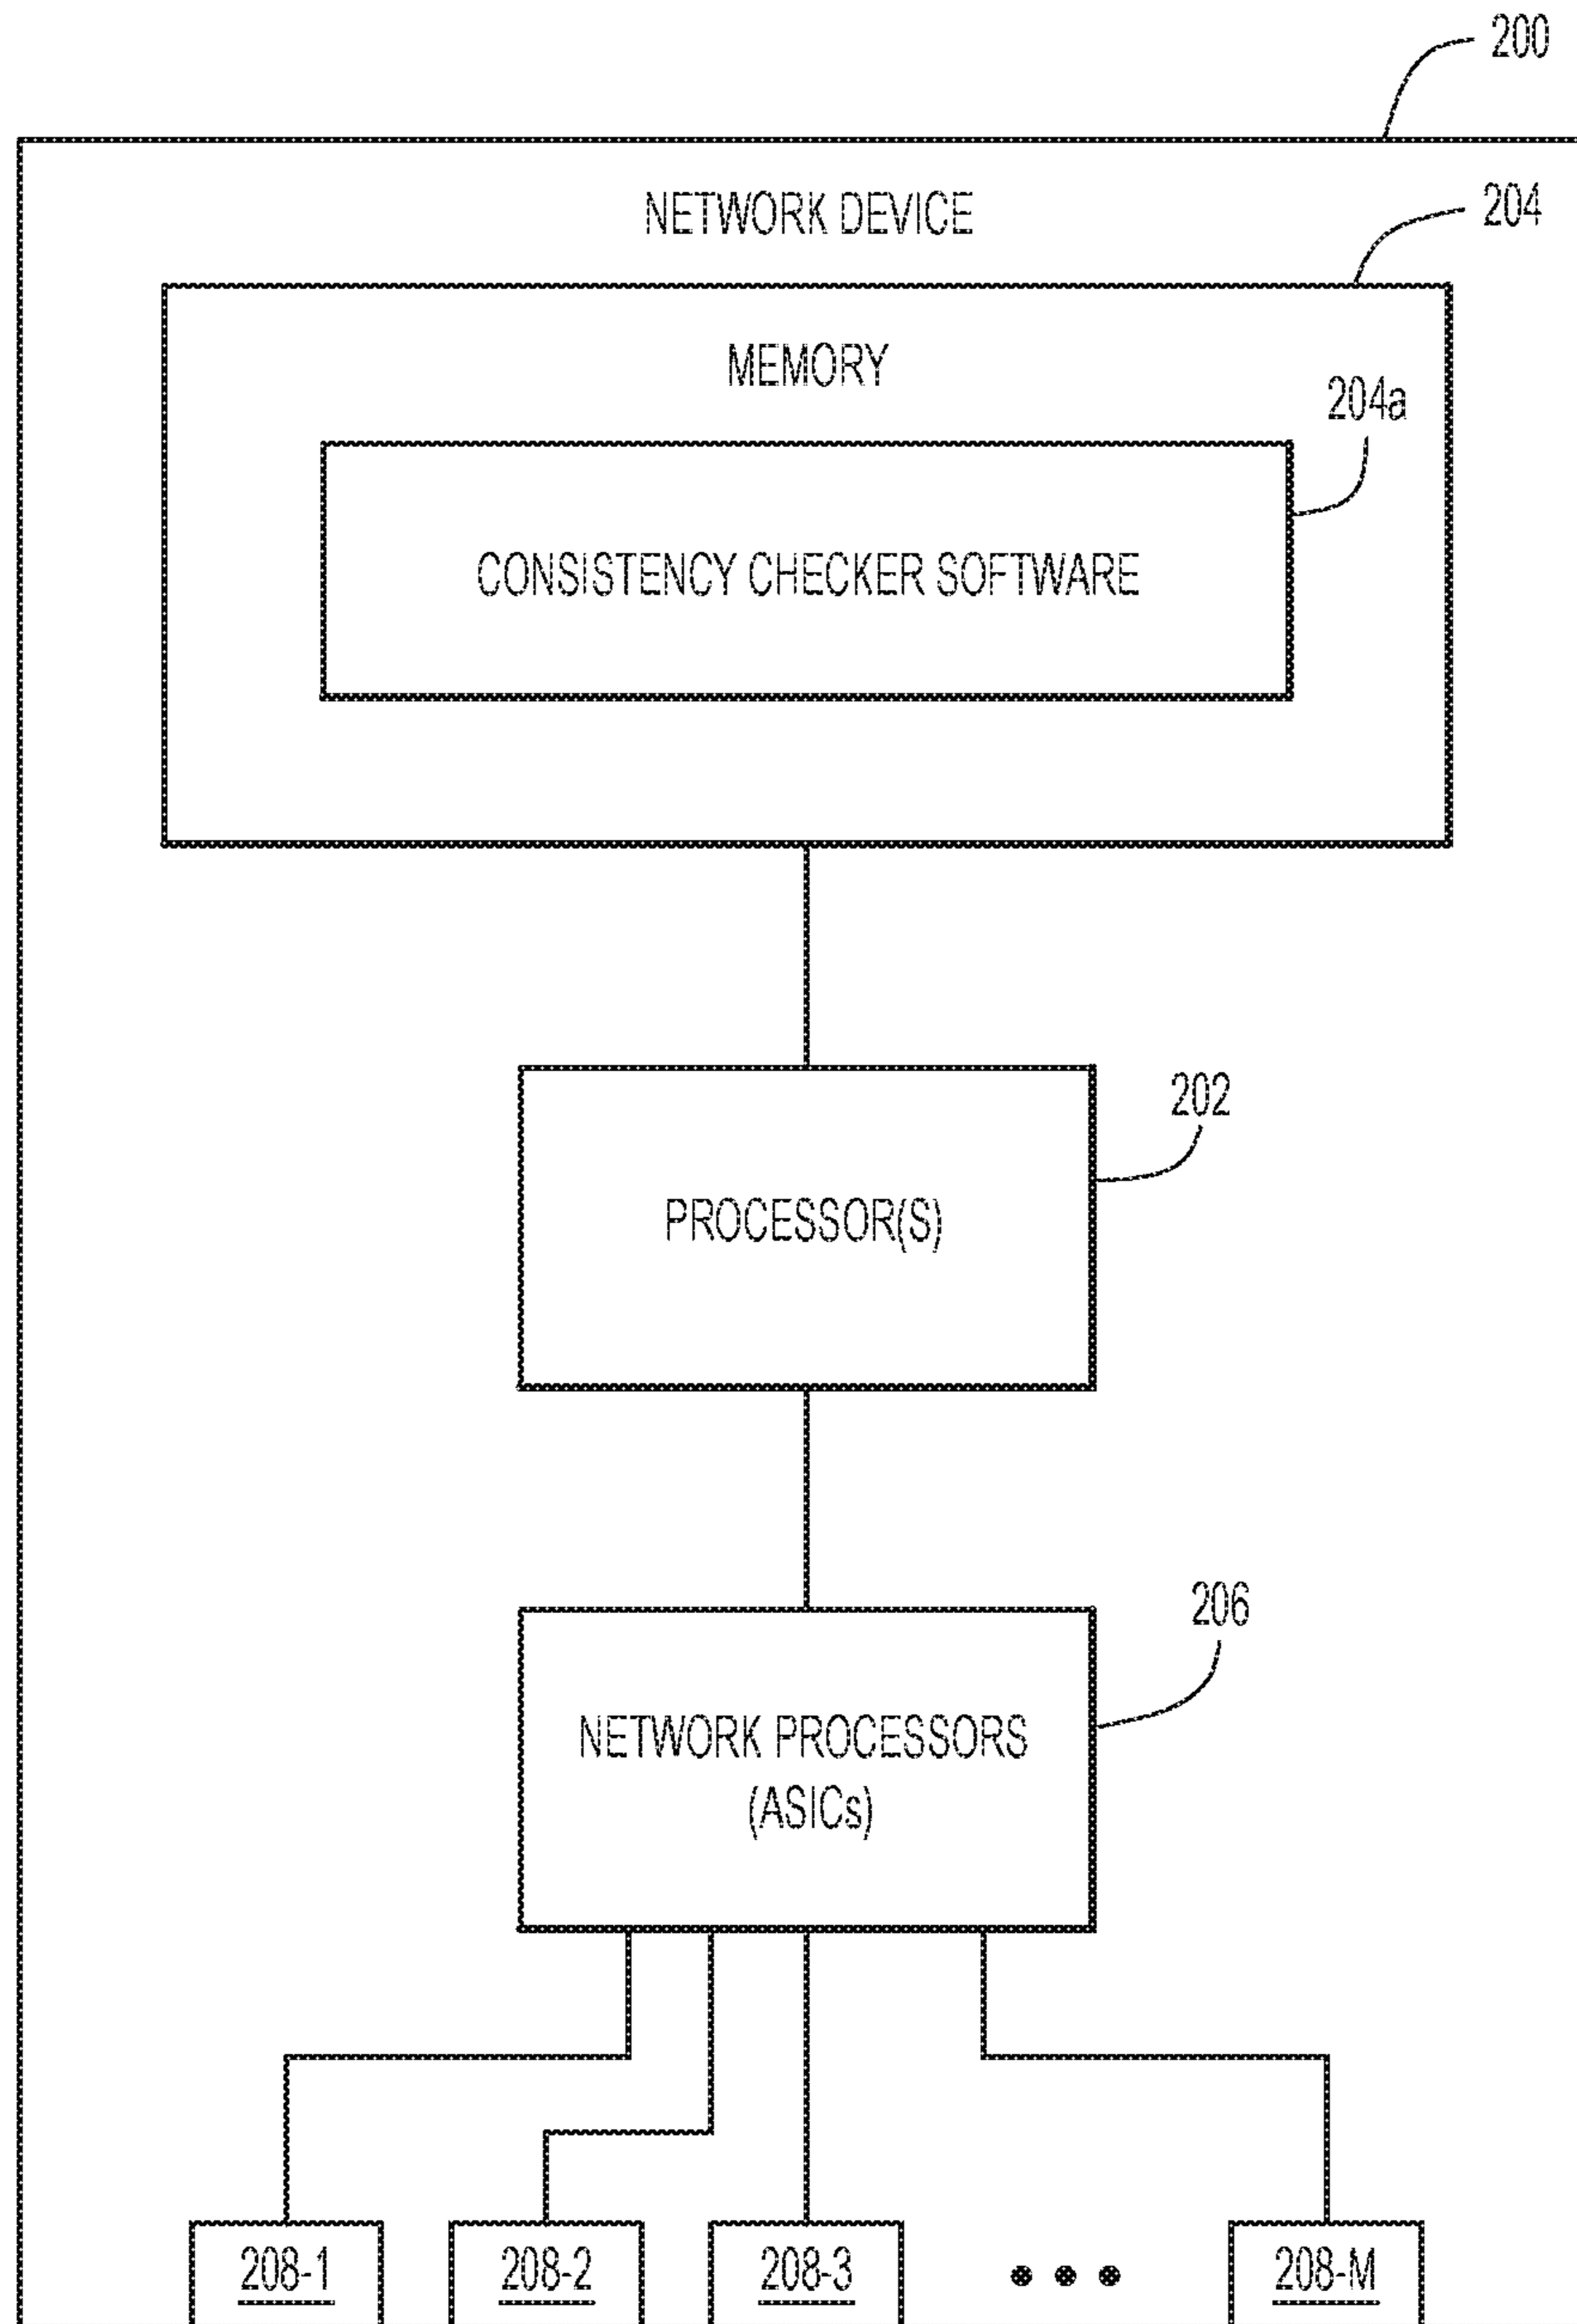 200
NETWORK DEVICE
204
MEMORY
204a
CONSISTENCY CHECKER SOFTWARE
202
PROCESSOR(S)
206
NETWORK PROCESSORS
(ASICs)
208-1 208-2 208-3 ••• 208-M